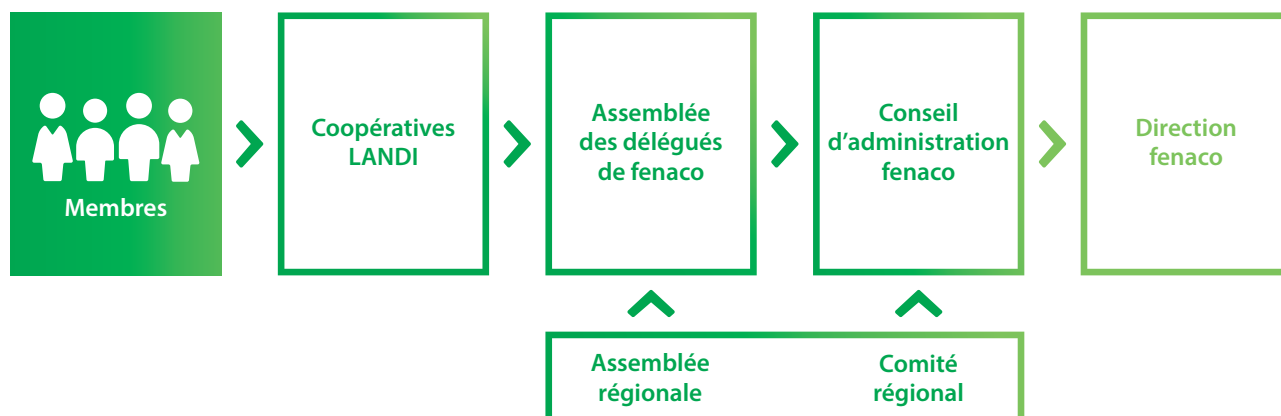 Membres
Coopératives
LANDI
Assemblée
des délégués
de fenaco
Conseil
d’administration
fenaco
Direction
fenaco
Assemblée
régionale
Comité
régional